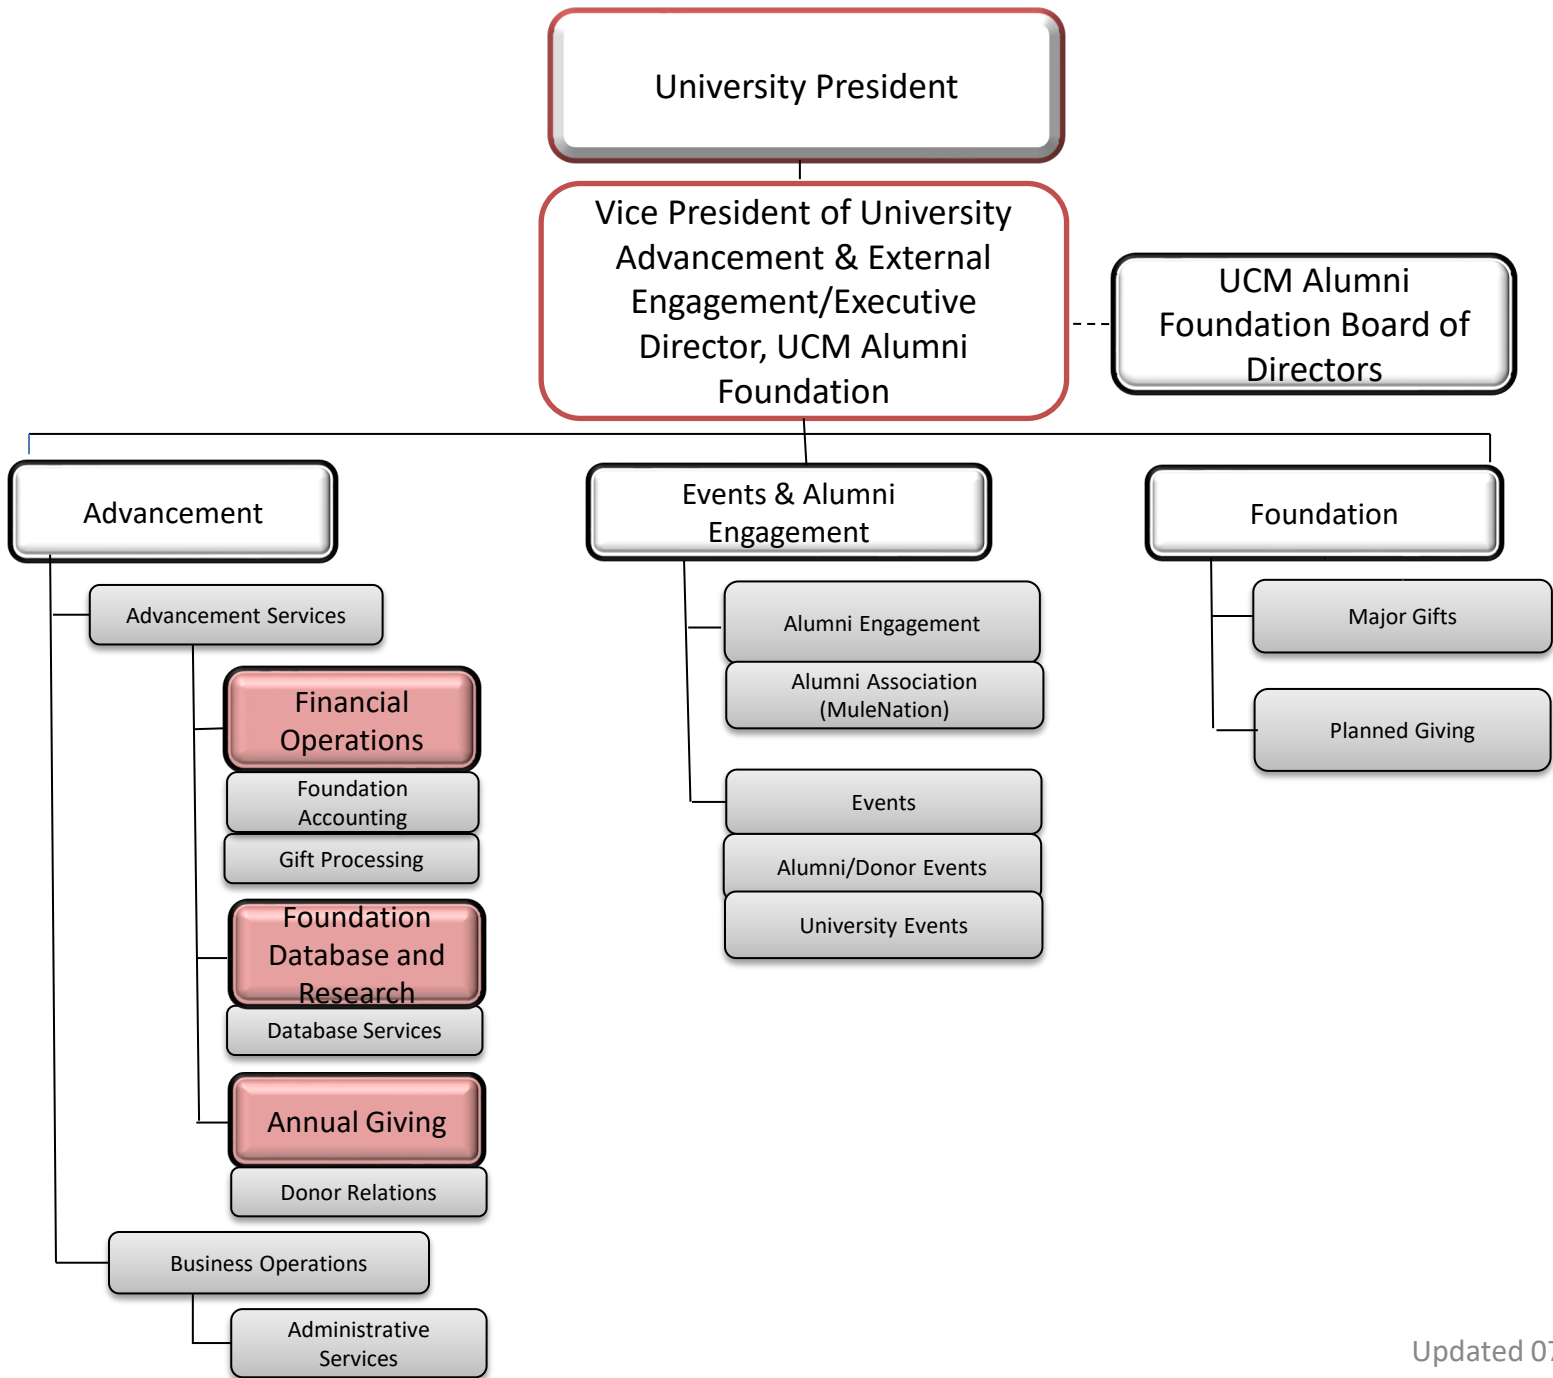 University President
Vice President of University
Advancement & External
Engagement/Executive
Director, UCM Alumni
Foundation
UCM Alumni
Foundation Board of
Directors
Advancement
Advancement Services
Financial
Operations
Foundation
Accounting
Gift Processing
Foundation
Database and
Research
Database Services
Annual Giving
Donor Relations
Business Operations
Administrative
Services
Events & Alumni
Engagement
Alumni Engagement
Alumni Association
(MuleNation)
Events
Alumni/Donor Events
University Events
Foundation
Major Gifts
Planned Giving
Updated 07